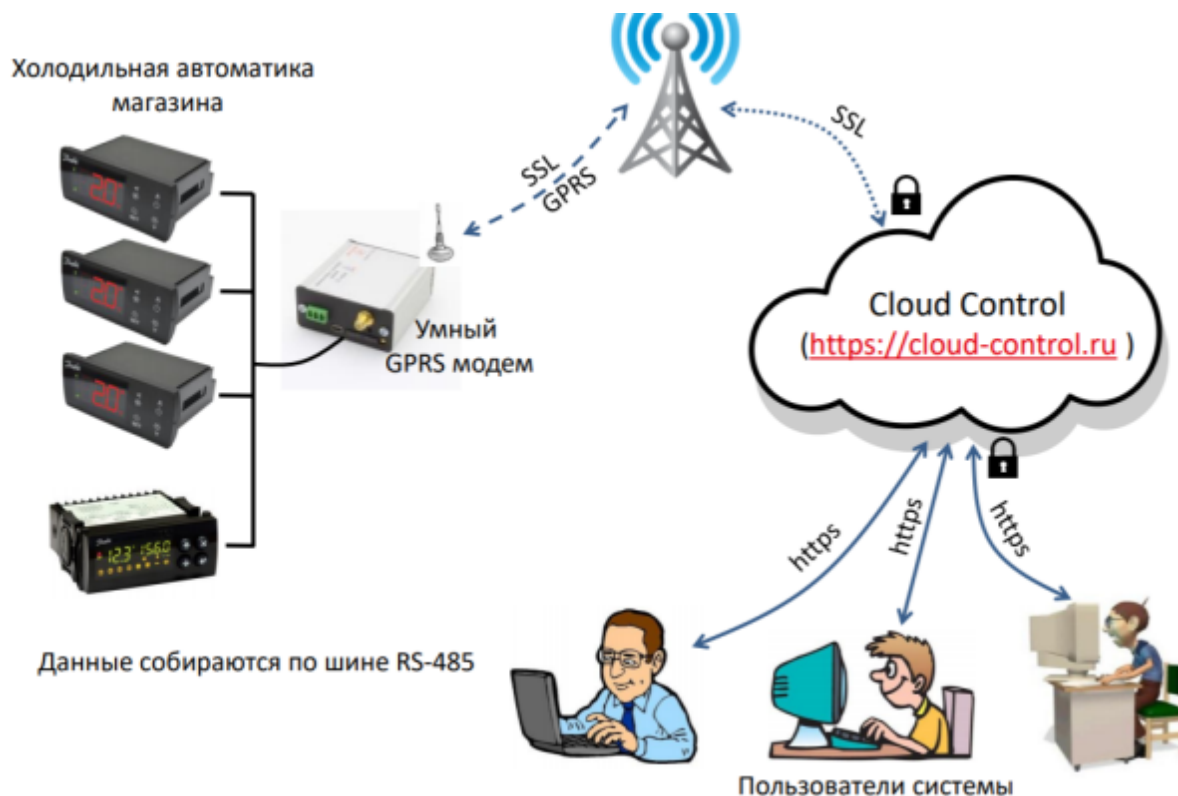 Холодильная автоматика
магазина
SSL
GPRS
SSL
Умный
GPRS модем
Cloud Control
(https://cloud-control.ru )
https
https
https
Данные собираются по шине RS-485
Пользователи системы